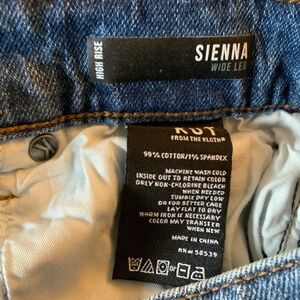 HIGH RISE
SIENNA
WIDE LEG
KUT
FROM THE KLOTH®
99% COTTON/1% SPANDEX
MACHINE WASH COLD
INSIDE OUT TO RETAIN COLOR
ONLY NON-CHLORINE BLEACH
WHEN NEEDED
TUMBLE DRY LOW
OR FOR BETTER CARE
LAY FLAT TO DRY
WARM IRON IF NECESSARY
COLOR MAY TRANSFER
WHEN NEW
MADE IN CHINA
RN# 58539
OR